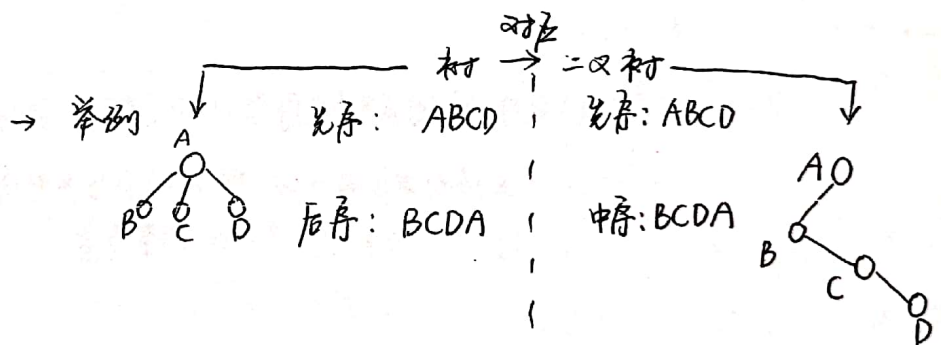 对应
树 → 二叉树
→ 举例 先序: ABCD 先序: ABCD
A
B C D
后序: BCDA 中序: BCDA
A
B
C
D